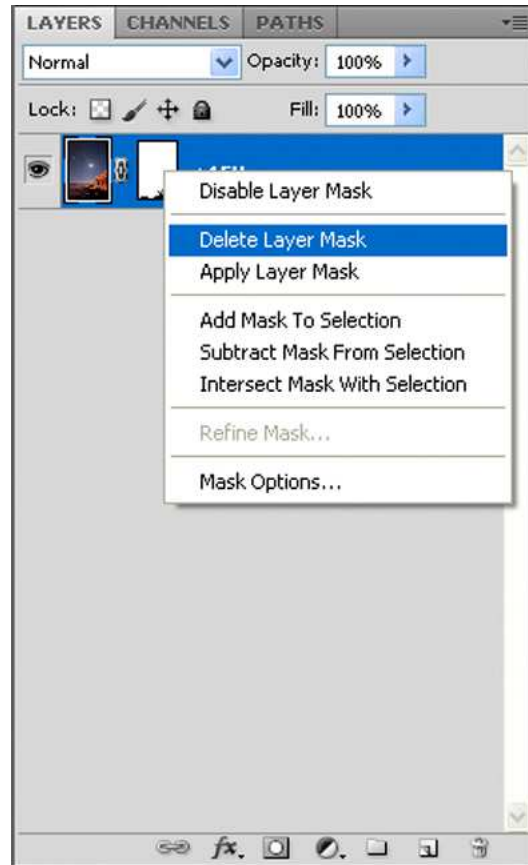 LAYERS CHANNELS PATHS
Normal Opacity: 100%
Lock: Fill: 100%
Disable Layer Mask
Delete Layer Mask
Apply Layer Mask
Add Mask To Selection
Subtract Mask From Selection
Intersect Mask With Selection
Refine Mask...
Mask Options...
fx.